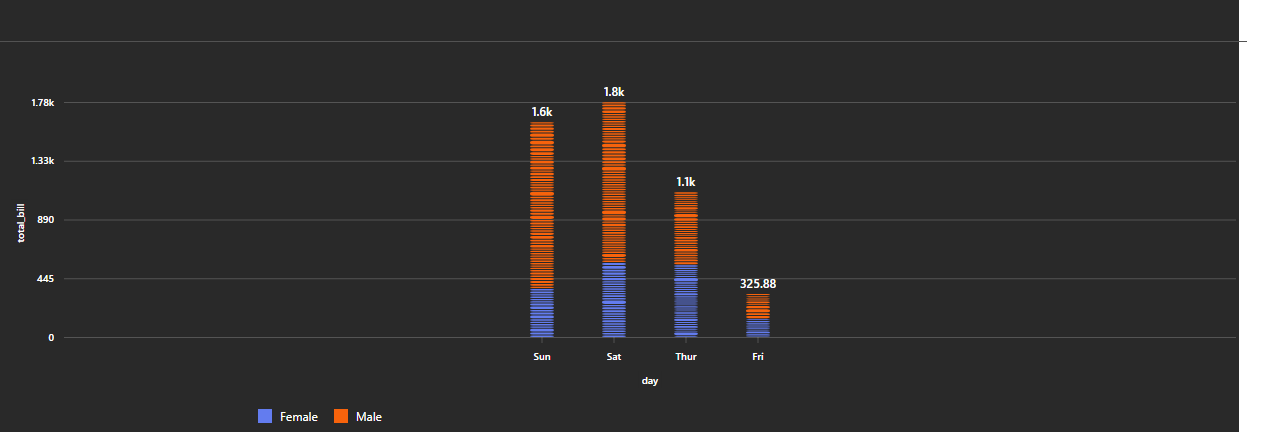 1.8k
1.6k
1.78k
1.33k
1.1k
890
total_bill
445
325.88
0
Sun Sat Thur Fri
day
Female Male